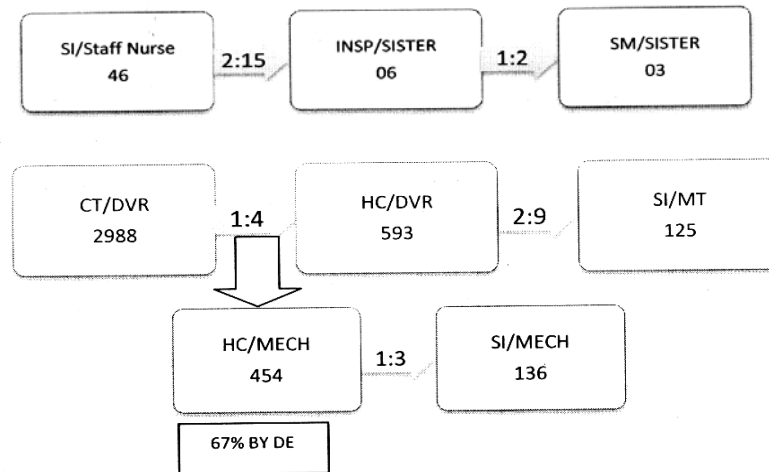 SI/Staff Nurse
46
2:15
INSP/SISTER
06
1:2
SM/SISTER
03
CT/DVR
2988
1:4
HC/DVR
593
2:9
SI/MT
125
HC/MECH
454
1:3
SI/MECH
136
67% BY DE